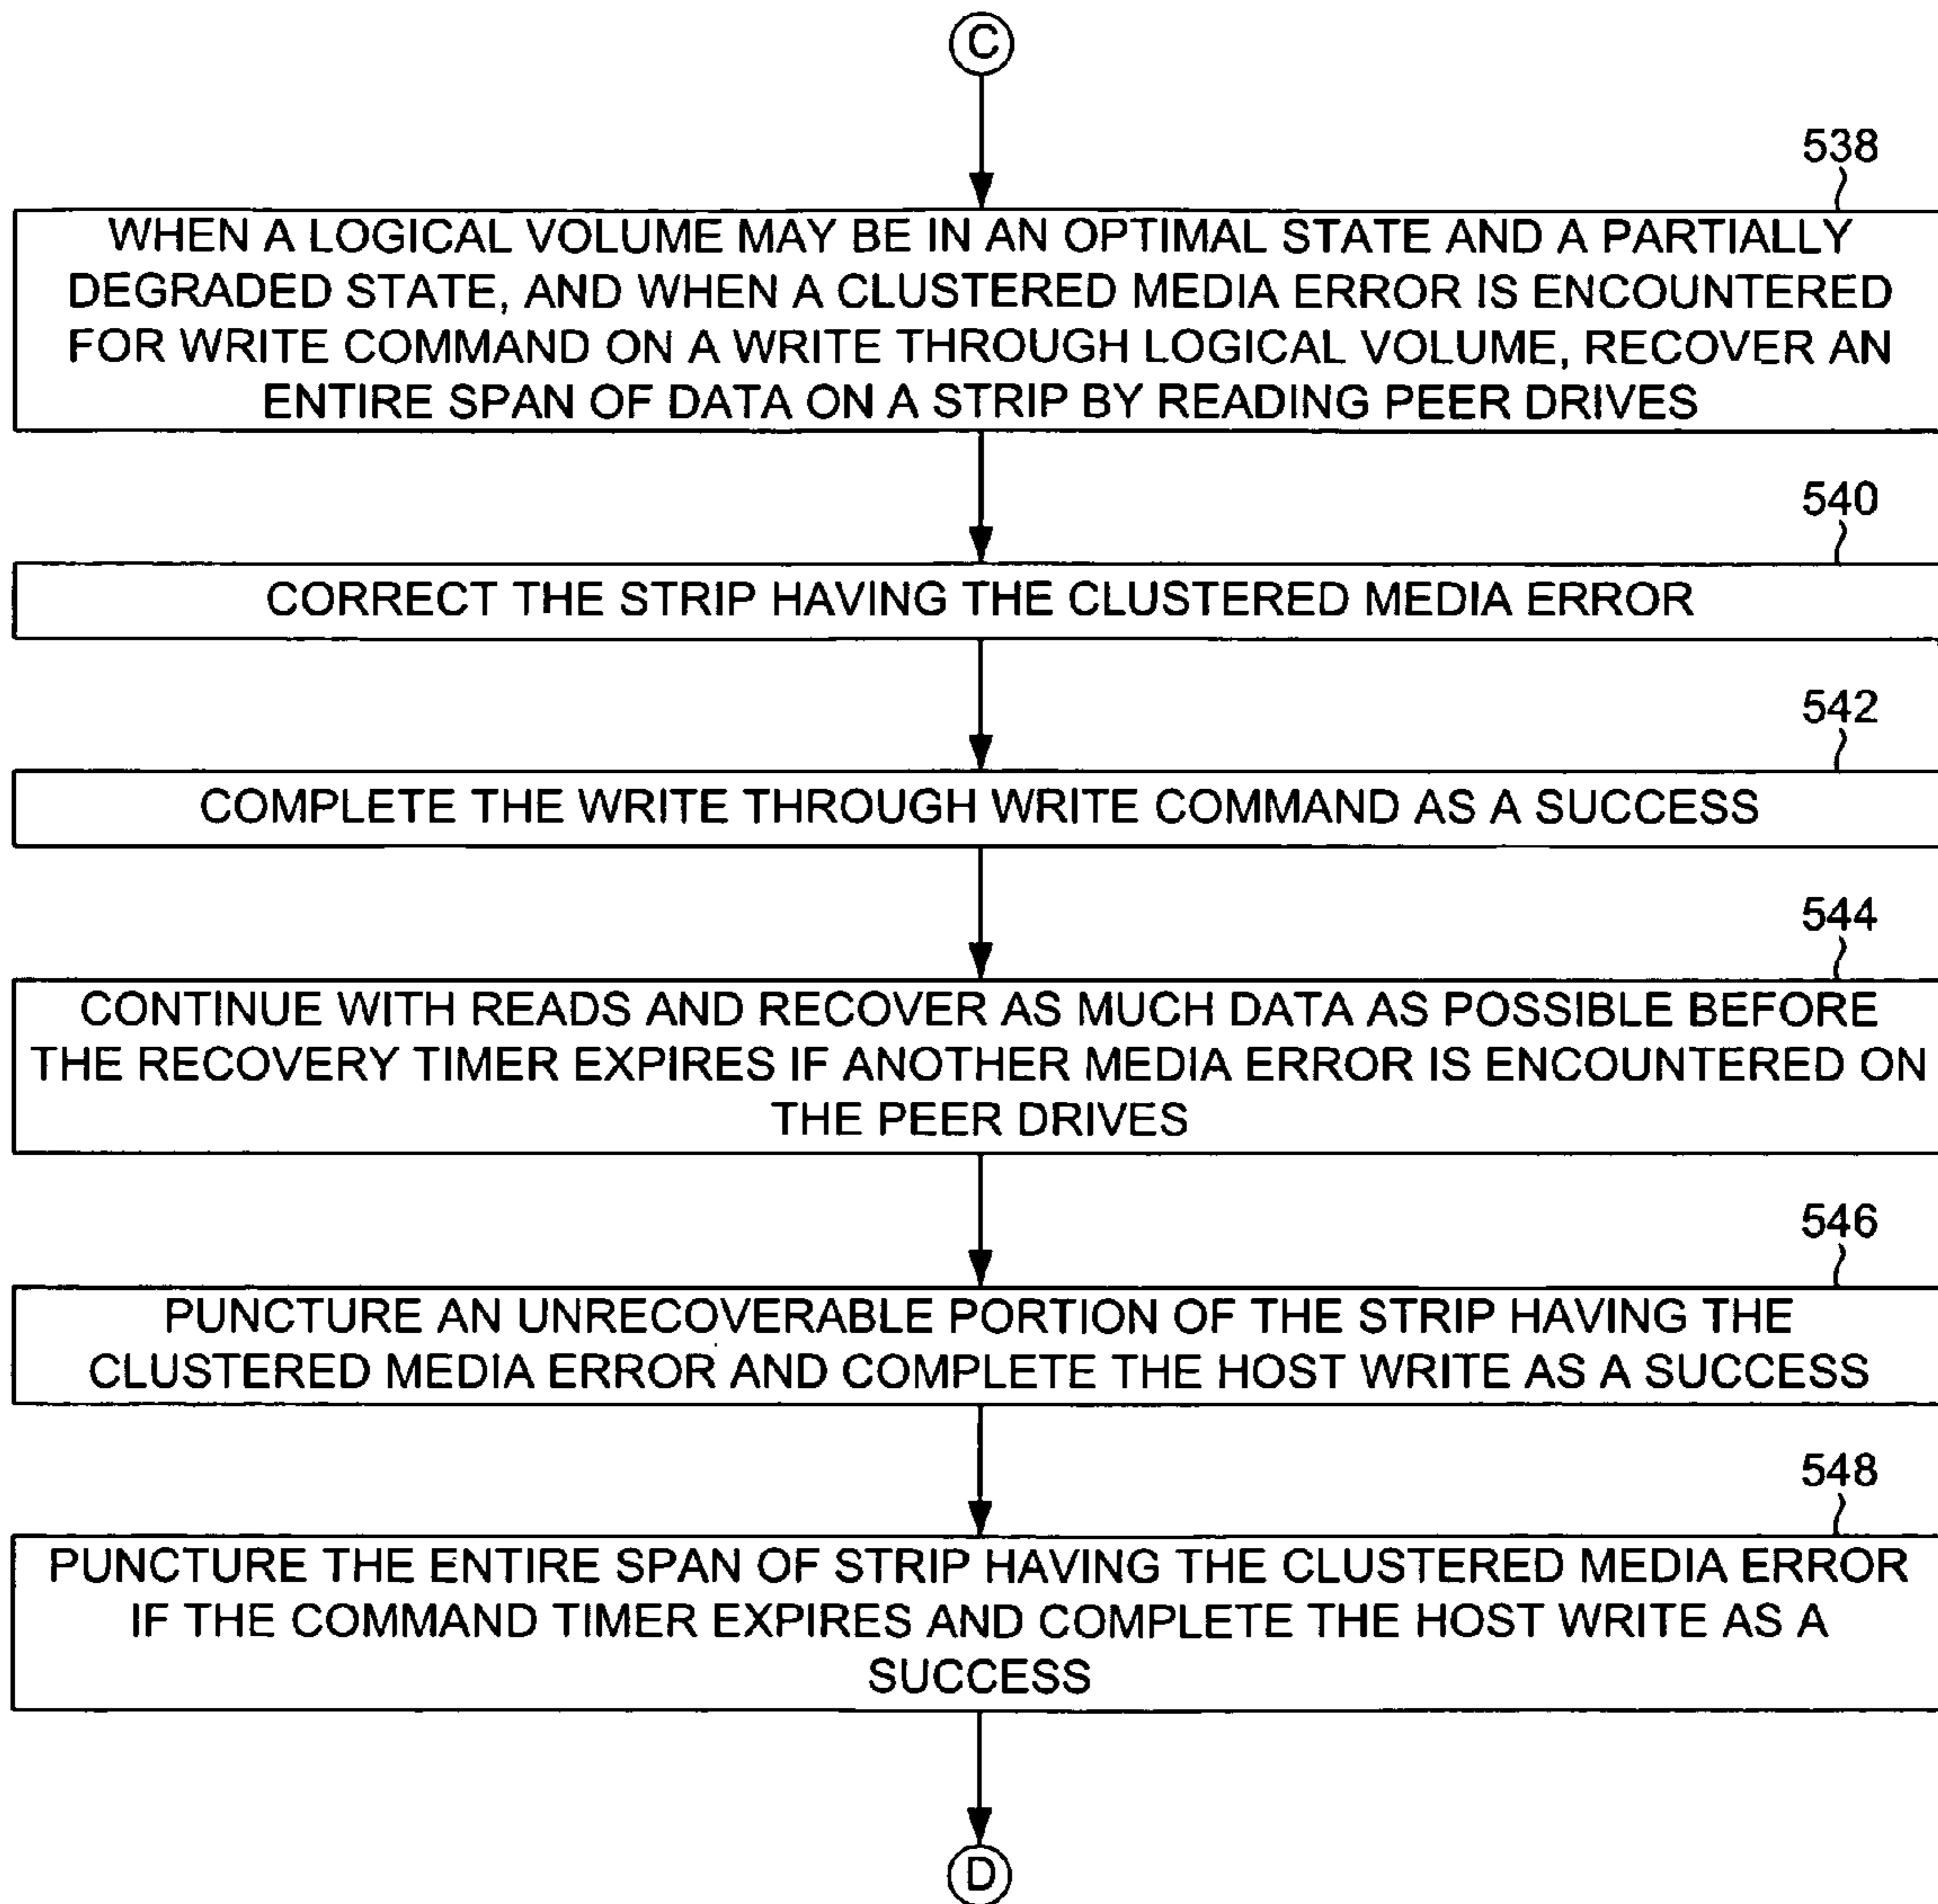 C
538
WHEN A LOGICAL VOLUME MAY BE IN AN OPTIMAL STATE AND A PARTIALLY
DEGRADED STATE, AND WHEN A CLUSTERED MEDIA ERROR IS ENCOUNTERED
FOR WRITE COMMAND ON A WRITE THROUGH LOGICAL VOLUME, RECOVER AN
ENTIRE SPAN OF DATA ON A STRIP BY READING PEER DRIVES
540
CORRECT THE STRIP HAVING THE CLUSTERED MEDIA ERROR
542
COMPLETE THE WRITE THROUGH WRITE COMMAND AS A SUCCESS
544
CONTINUE WITH READS AND RECOVER AS MUCH DATA AS POSSIBLE BEFORE
THE RECOVERY TIMER EXPIRES IF ANOTHER MEDIA ERROR IS ENCOUNTERED ON
THE PEER DRIVES
546
PUNCTURE AN UNRECOVERABLE PORTION OF THE STRIP HAVING THE
CLUSTERED MEDIA ERROR AND COMPLETE THE HOST WRITE AS A SUCCESS
548
PUNCTURE THE ENTIRE SPAN OF STRIP HAVING THE CLUSTERED MEDIA ERROR
IF THE COMMAND TIMER EXPIRES AND COMPLETE THE HOST WRITE AS A
SUCCESS
D